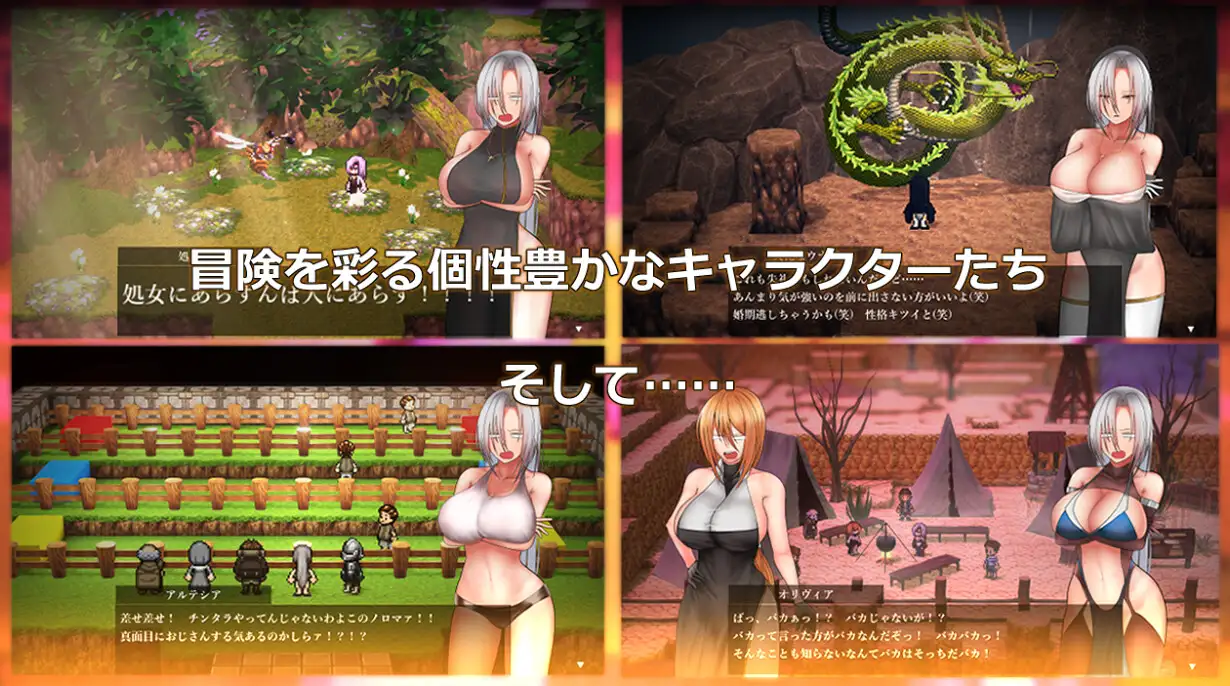 冒険を彩る個性豊かなキャラクターたち
処女にあらずんば人にあらず!!!!
あんまり気が強いのを前に出さない方がいいよ(笑)
婚期逃しちゃうかも(笑) 性格キツイと(笑)
そして……
アルテシア
差せ差せ! チンタラやってんじゃないわよこのノロマァ!!
真面目におじさんする気あるのかしらァ!?!?
オリヴィア
ばっ、バカぁっ!? バカじゃないが!?
バカって言った方がバカなんだぞっ! バカバカっ!
そんなことも知らないなんてバカはそっちだバカ!